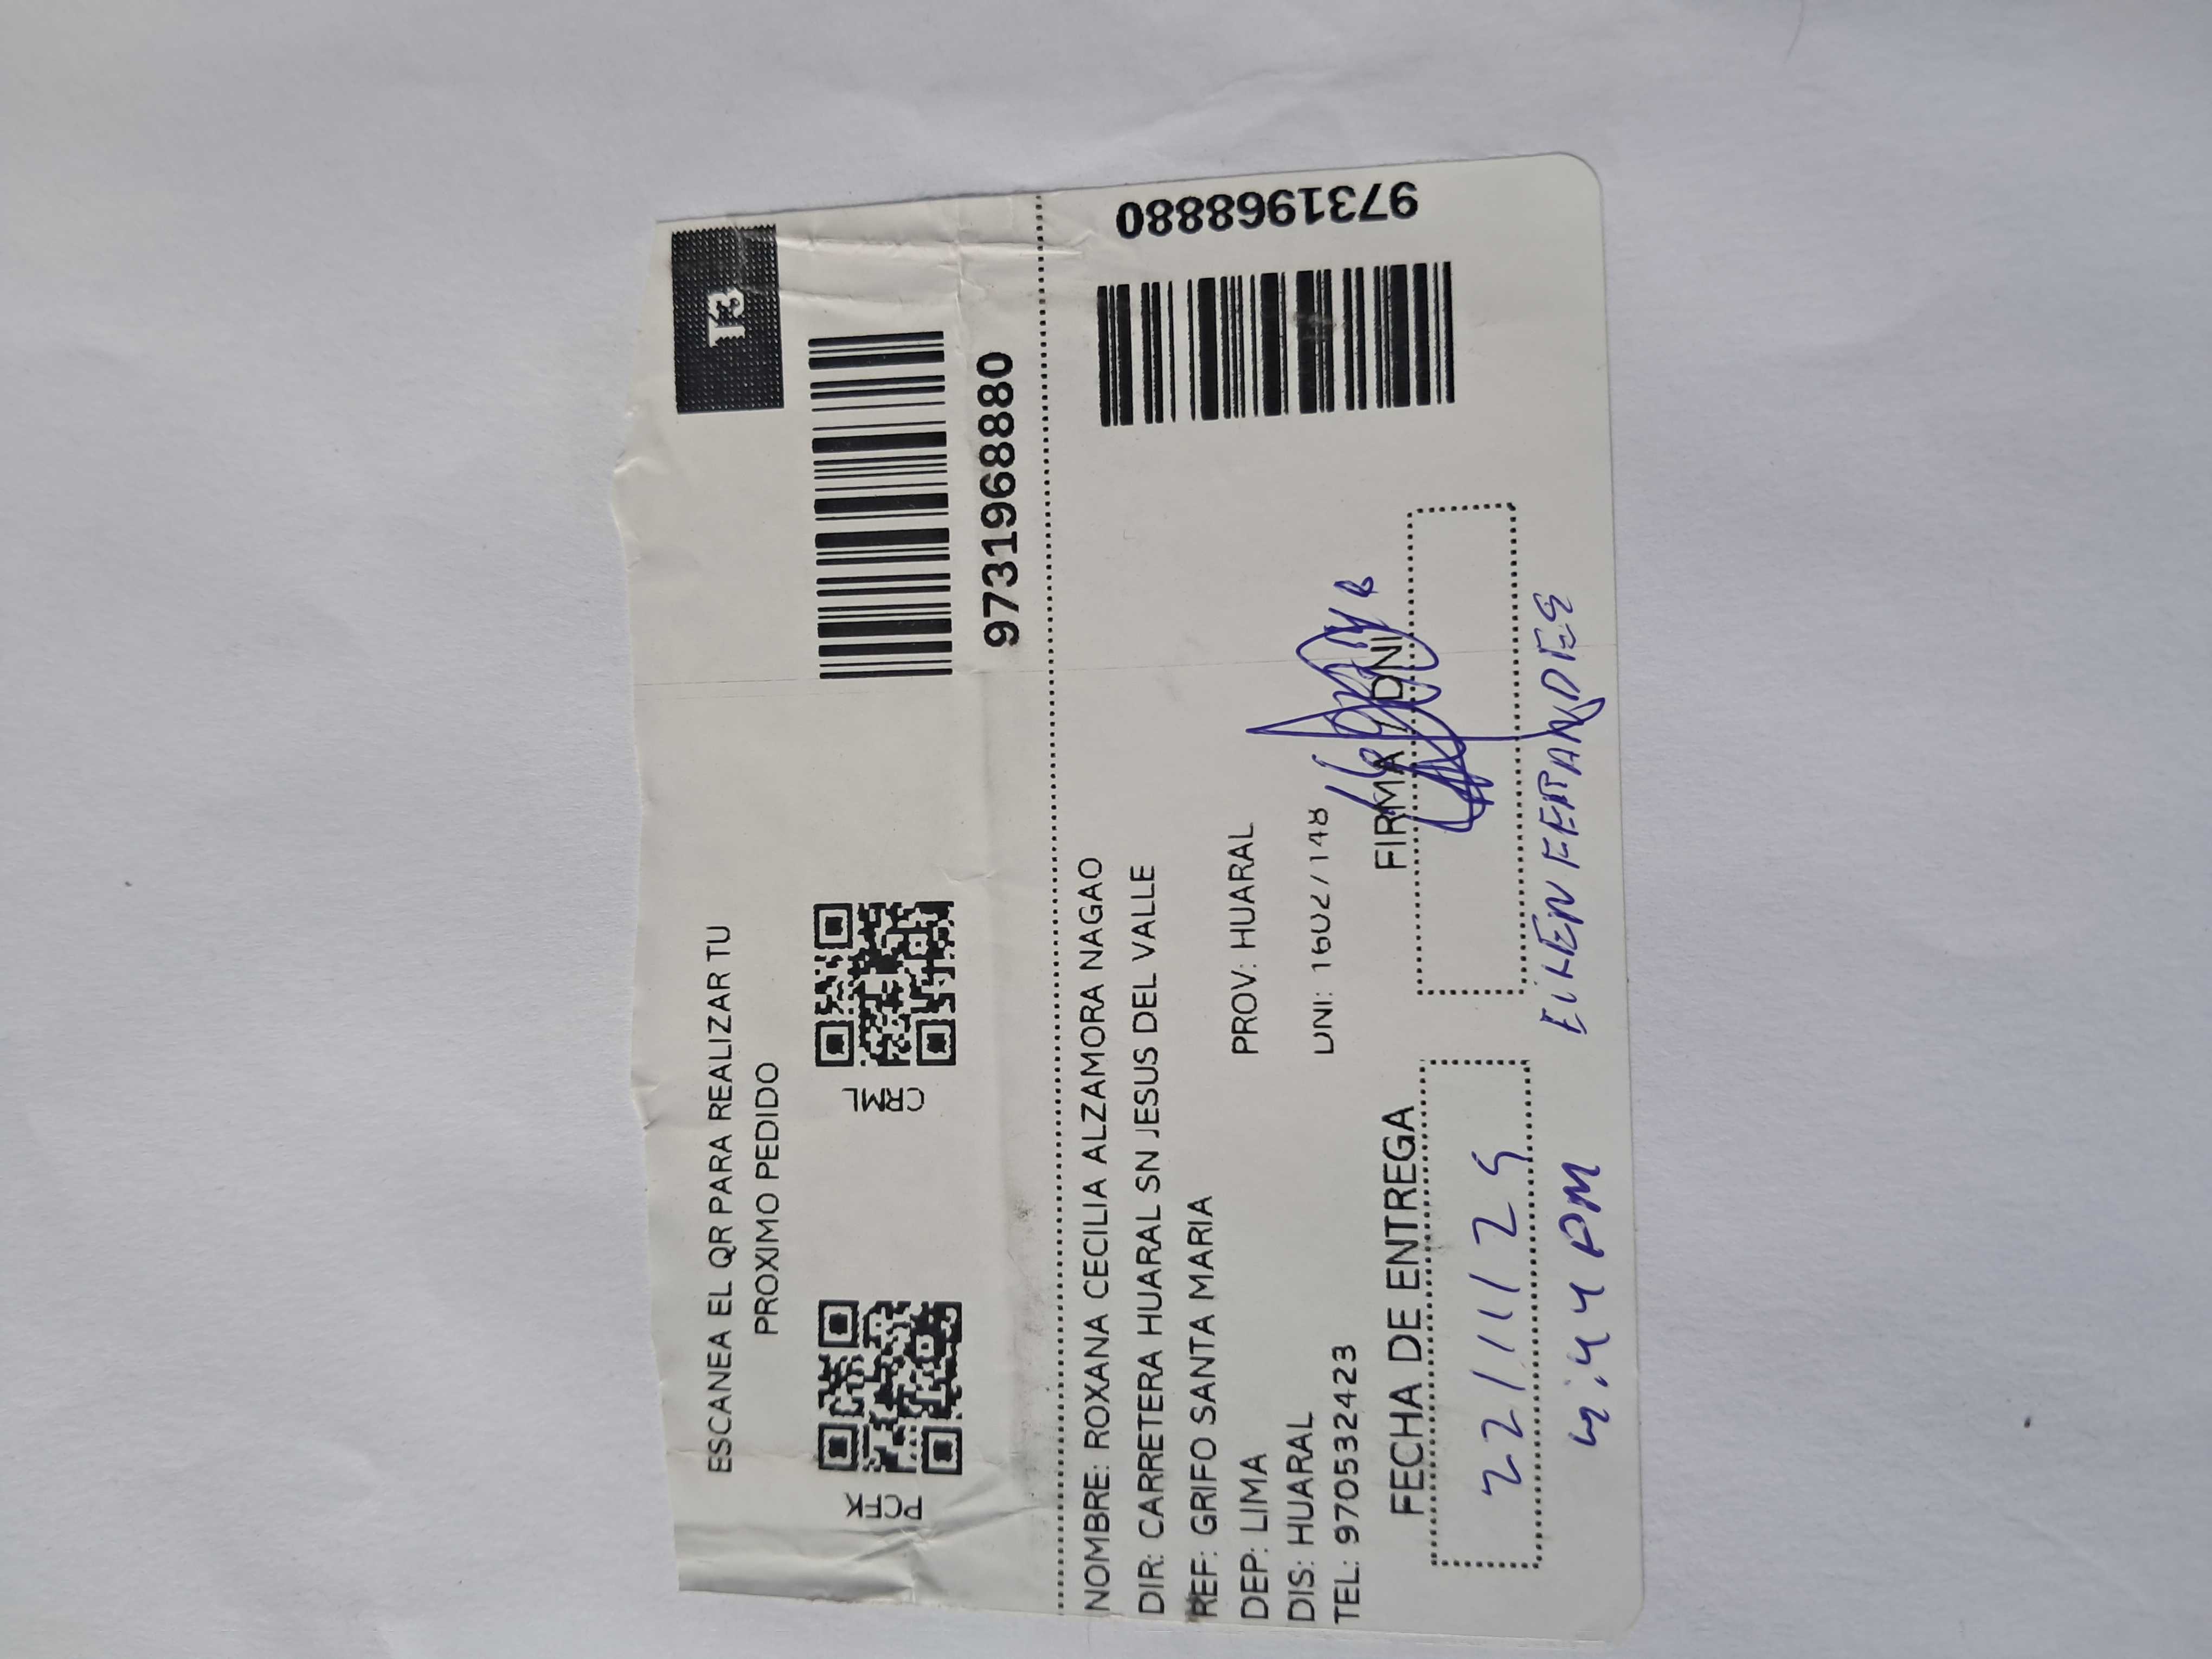 T3
ESCANEA EL QR PARA REALIZAR TU
PROXIMO PEDIDO
PCFK
CRML
9731968880
NOMBRE: ROXANA CECILIA ALZAMORA NAGAO
DIR: CARRETERA HUARAL SN JESUS DEL VALLE
REF: GRIFO SANTA MARIA
DEP: LIMA PROV: HUARAL
DIS: HUARAL
TEL: 970532423 DNI:
9731968880
FECHA DE ENTREGA FIRMA Y DNI
22/11/25
4:44 PM